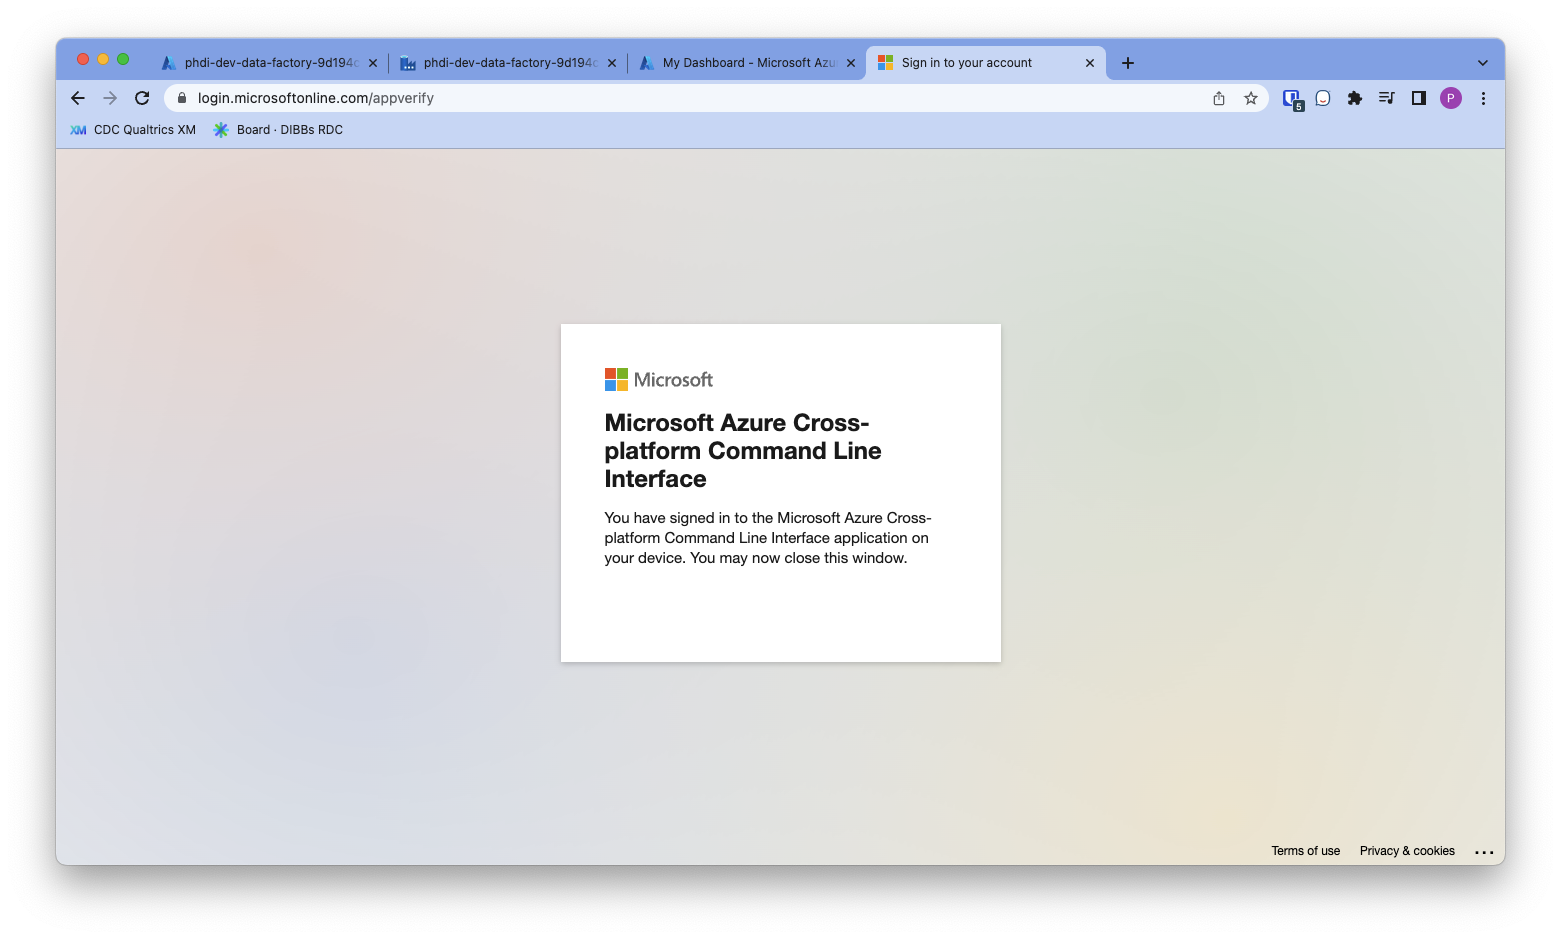 phdi-dev-data-factory-9d194c
phdi-dev-data-factory-9d194c
My Dashboard - Microsoft Azu
Sign in to your account
login.microsoftonline.com/appverify
5
P
XM CDC Qualtrics XM
Board · DIBBs RDC
Microsoft
Microsoft Azure Cross-
platform Command Line
Interface
You have signed in to the Microsoft Azure Cross-
platform Command Line Interface application on
your device. You may now close this window.
Terms of use Privacy & cookies ...